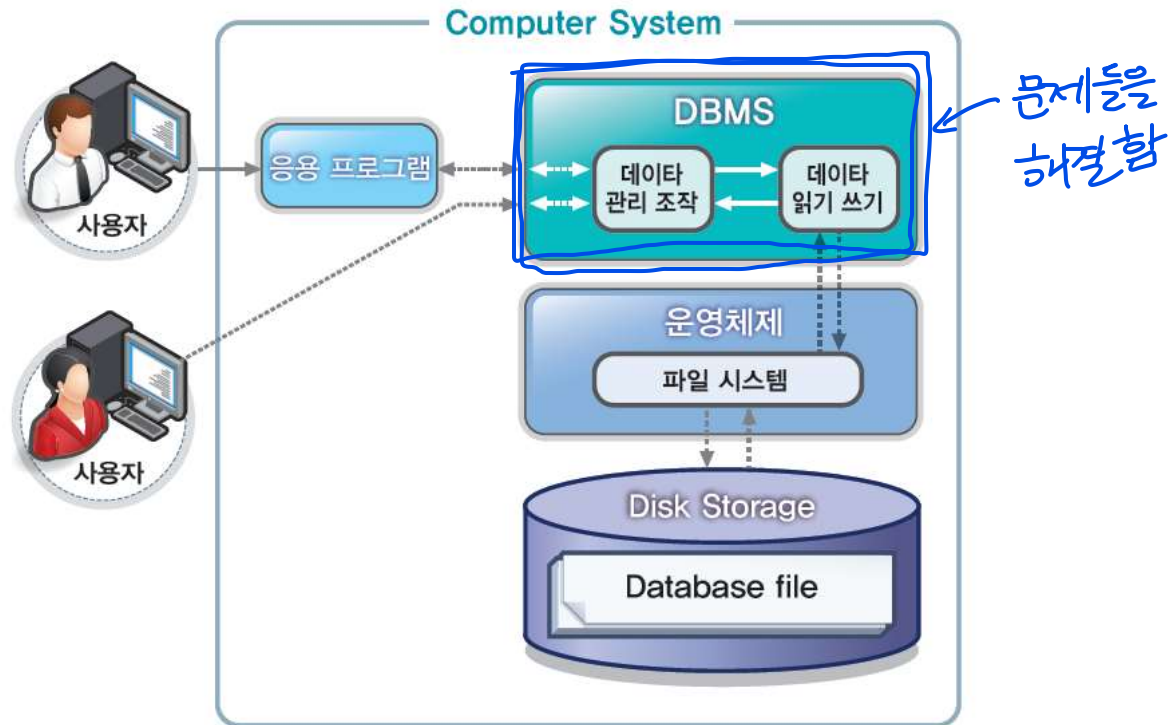 Computer System
사용자
응용 프로그램
DBMS
데이타
관리 조작
데이타
읽기 쓰기
문제들을
해결함
사용자
운영체제
파일 시스템
Disk Storage
Database file